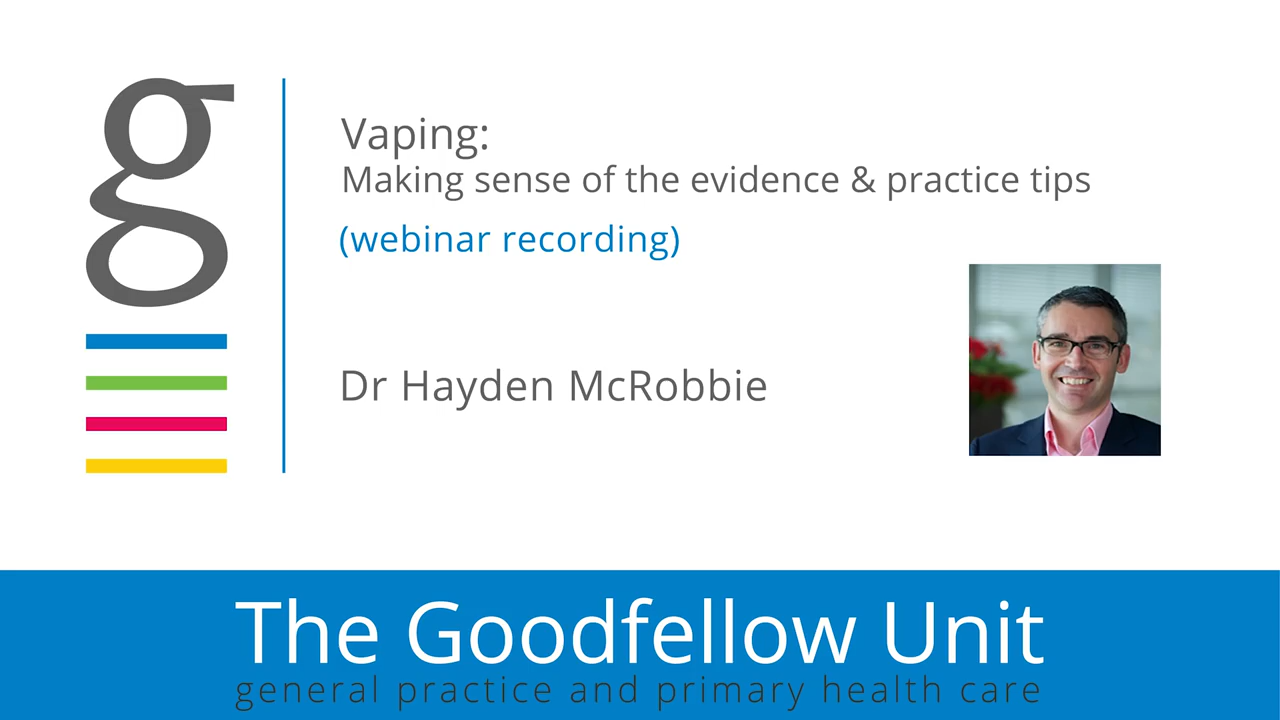 g
Vaping:
Making sense of the evidence & practice tips
(webinar recording)
Dr Hayden McRobbie
The Goodfellow Unit
general practice and primary health care